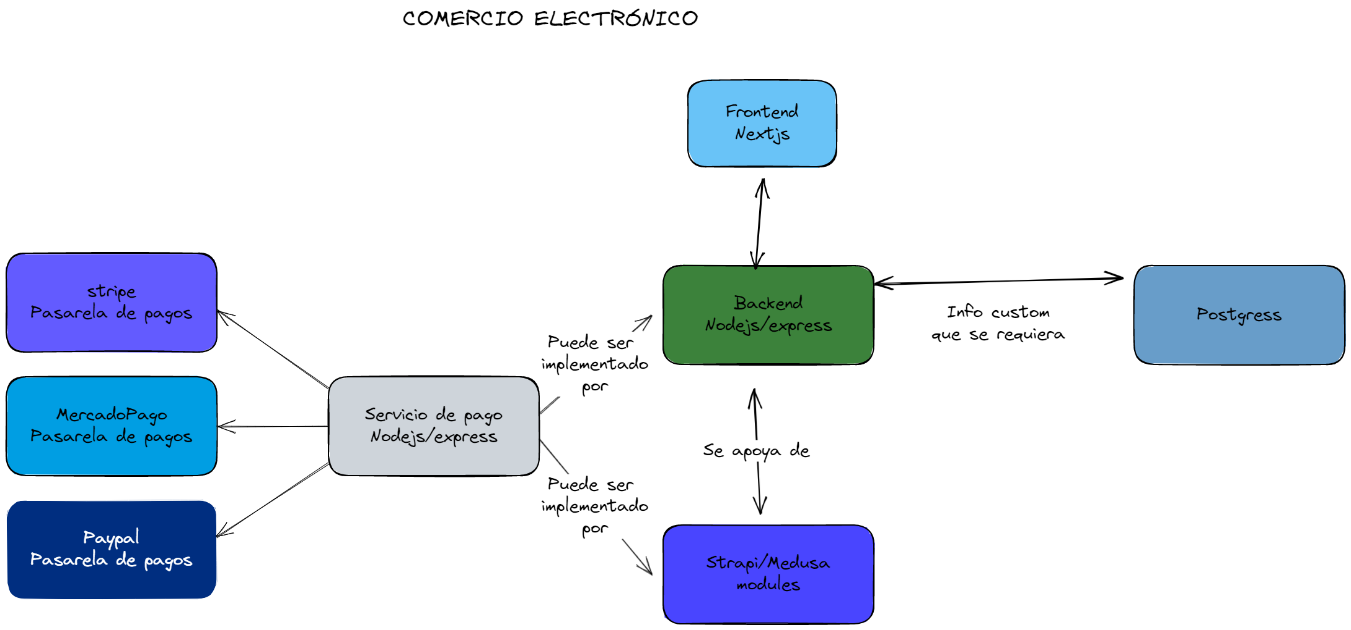 COMERCIO ELECTRÓNICO
Frontend
Nextjs
stripe
Pasarela de pagos
Backend
Nodejs/express
Info custom
que se requiera
Postgress
Puede ser
implementado
por
MercadoPago
Pasarela de pagos
Servicio de pago
Nodejs/express
Se apoya de
Puede ser
implementado
por
Paypal
Pasarela de pagos
Strapi/Medusa
modules